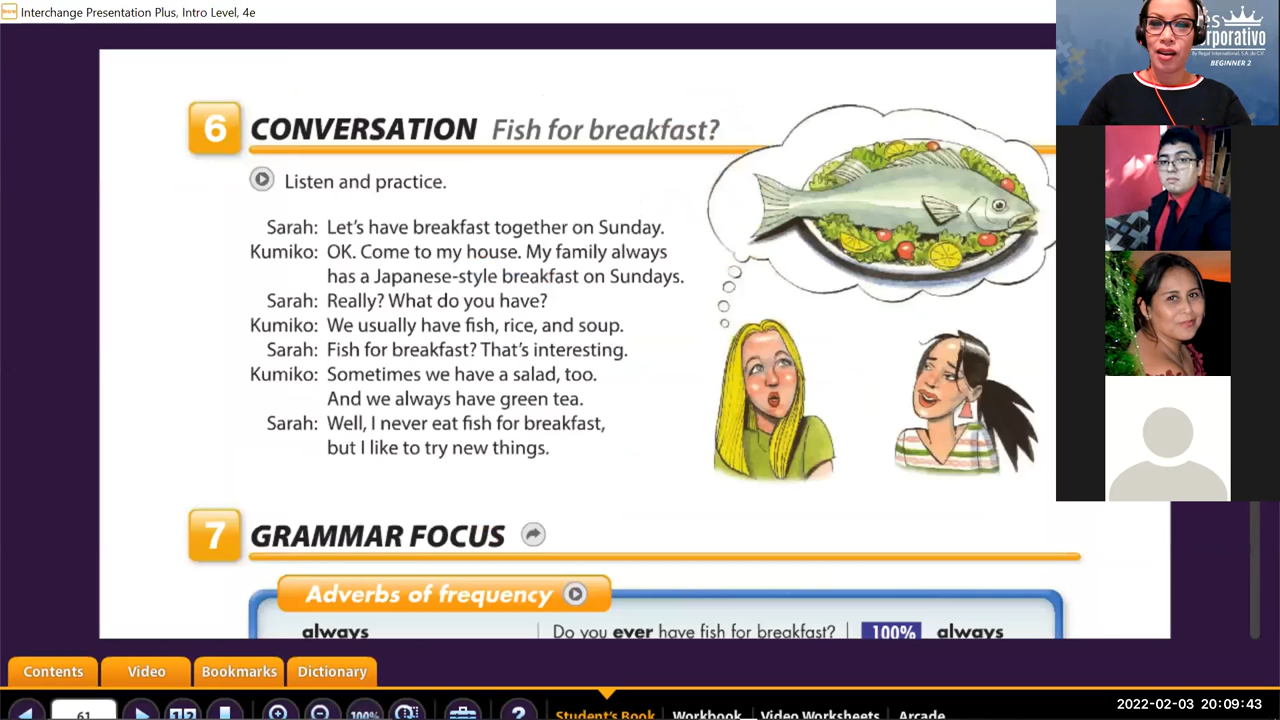 Interchange Presentation Plus, Intro Level, 4e
By Regal International, S.A. de C.V.
BEGINNER 2
6 CONVERSATION Fish for breakfast?
Listen and practice.
Sarah: Let's have breakfast together on Sunday.
Kumiko: OK. Come to my house. My family always
has a Japanese-style breakfast on Sundays.
Sarah: Really? What do you have?
Kumiko: We usually have fish, rice, and soup.
Sarah: Fish for breakfast? That's interesting.
Kumiko: Sometimes we have a salad, too.
And we always have green tea.
Sarah: Well, I never eat fish for breakfast,
but I like to try new things.
7 GRAMMAR FOCUS
Adverbs of frequency
always Do you ever have fish for breakfast? 100% always
Contents Video Bookmarks Dictionary
61 100% ? Student's Book Workbook Video Worksheets Arcade
2022-02-03 20:09:43